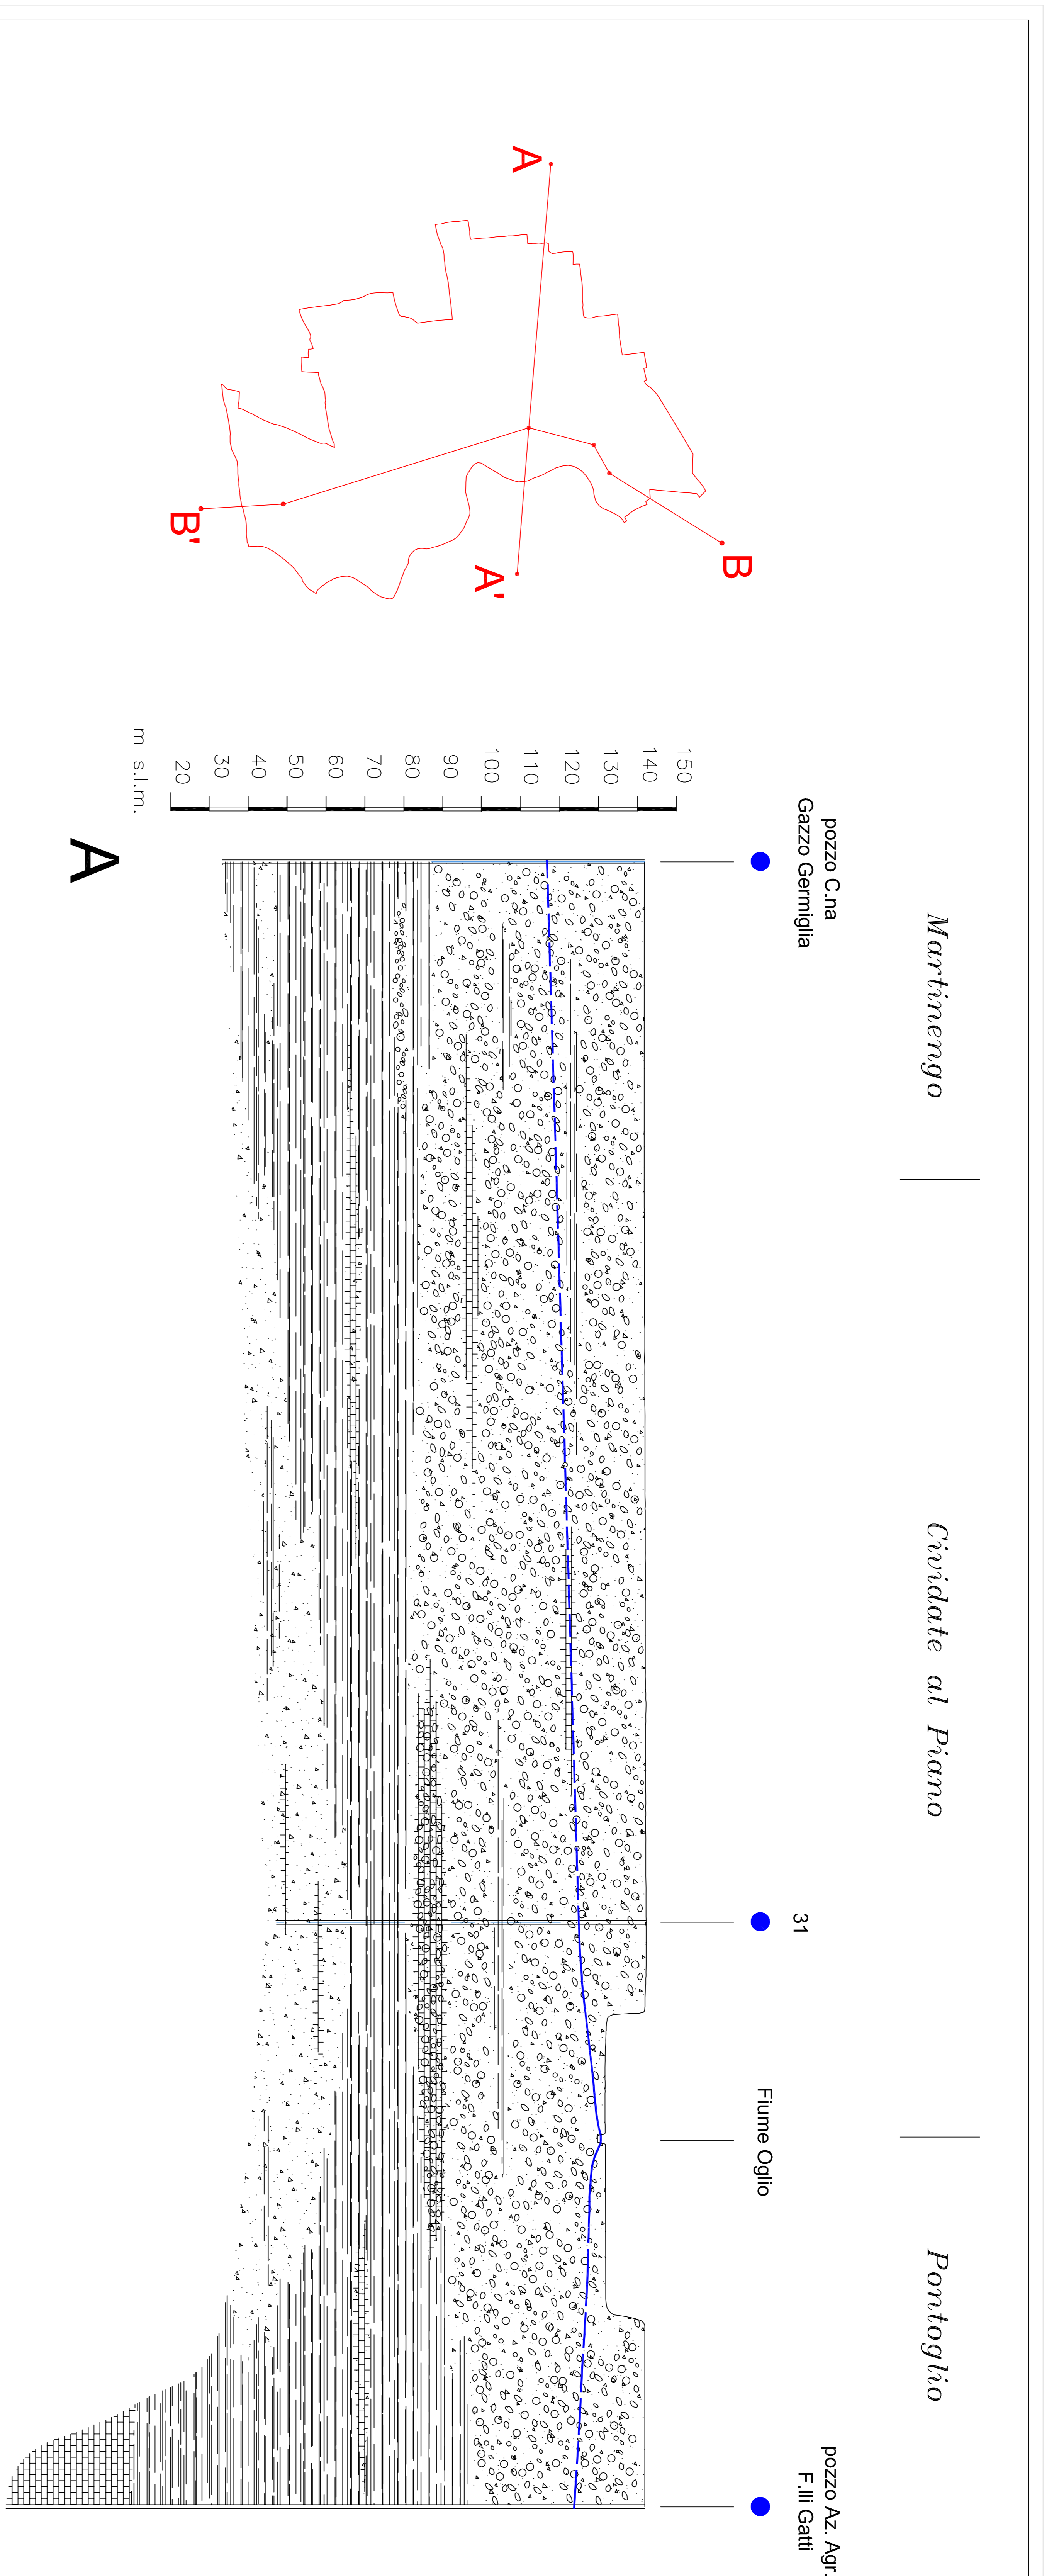 Martinengo
Cividate al Piano
Pontoglio
pozzo C.na
Gazzo Germiglia
31
Fiume Oglio
pozzo Az. Agr.
F.lli Gatti
B
A
A'
B'
150
140
130
120
110
100
90
80
70
60
50
40
30
20
m s.l.m.
A